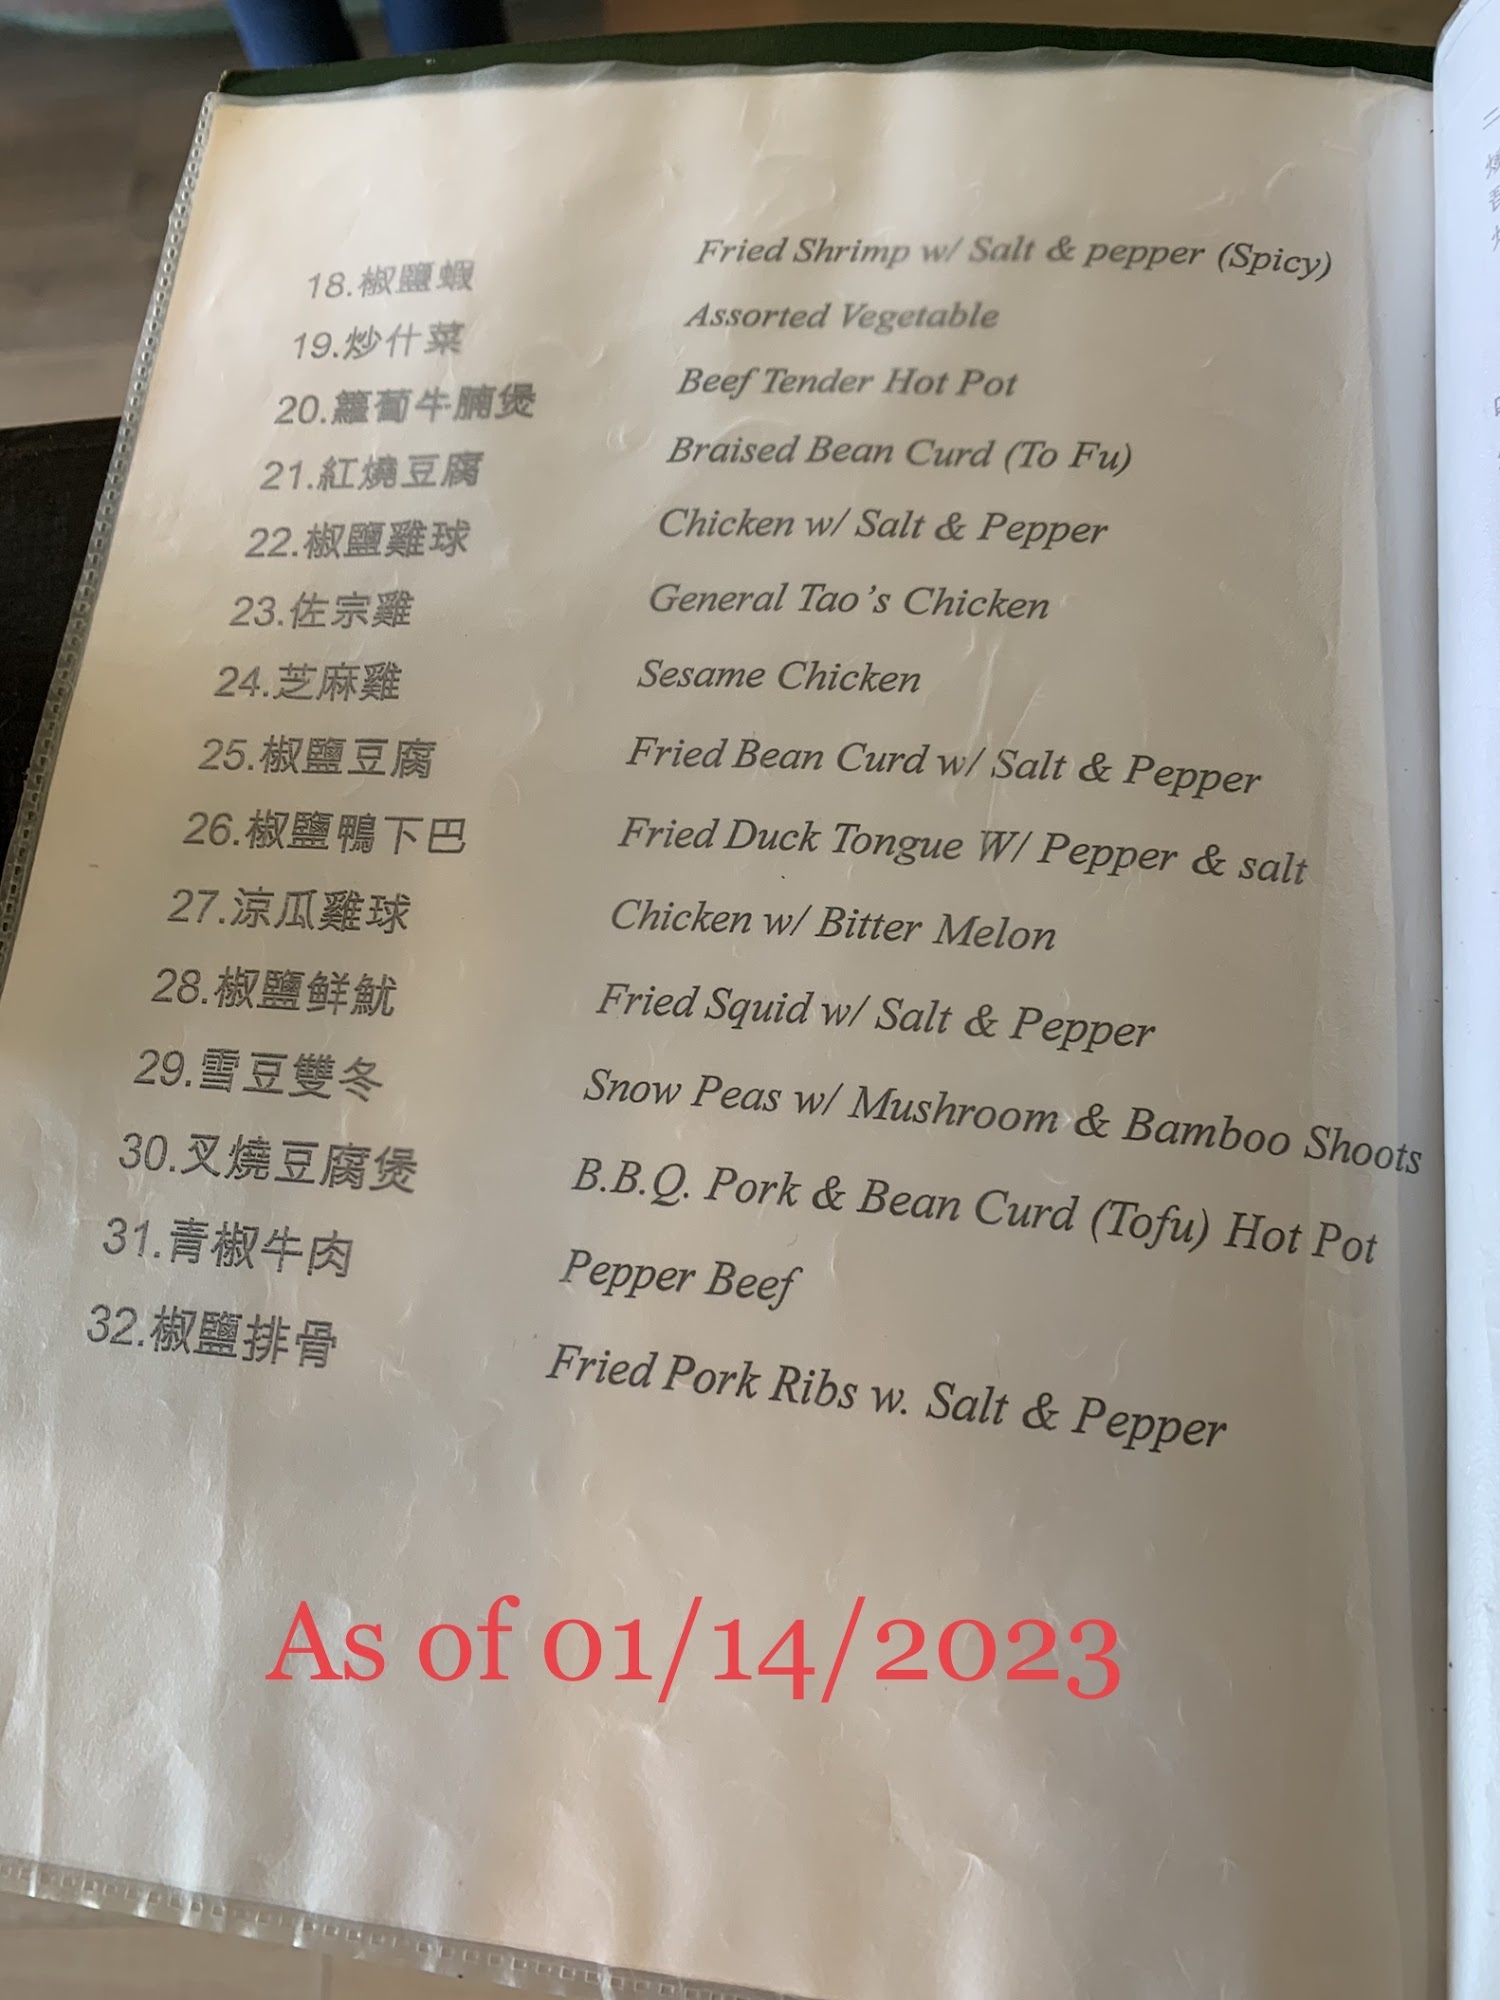 18.椒鹽蝦 Fried Shrimp w/ Salt & pepper (Spicy)
19.炒什菜 Assorted Vegetable
20.蘿蔔牛腩煲 Beef Tender Hot Pot
21.紅燒豆腐 Braised Bean Curd (To Fu)
22.椒鹽雞球 Chicken w/ Salt & Pepper
23.佐宗雞 General Tao's Chicken
24.芝麻雞 Sesame Chicken
25.椒鹽豆腐 Fried Bean Curd w/ Salt & Pepper
26.椒鹽鴨下巴 Fried Duck Tongue W/ Pepper & salt
27.涼瓜雞球 Chicken w/ Bitter Melon
28.椒鹽鲜魷 Fried Squid w/ Salt & Pepper
29.雪豆雙冬 Snow Peas w/ Mushroom & Bamboo Shoots
30.叉燒豆腐煲 B.B.Q. Pork & Bean Curd (Tofu) Hot Pot
31.青椒牛肉 Pepper Beef
32.椒鹽排骨 Fried Pork Ribs w. Salt & Pepper
As of 01/14/2023